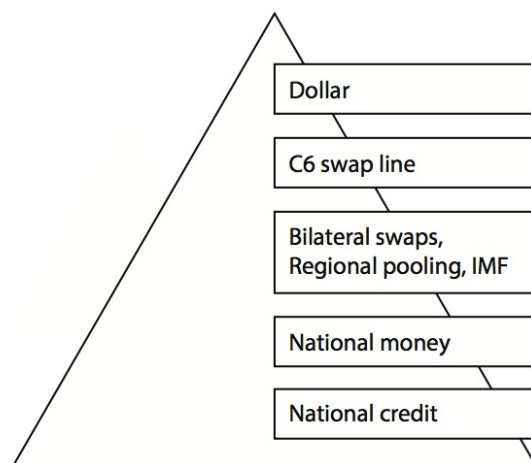 Dollar
C6 swap line
Bilateral swaps,
Regional pooling, IMF
National money
National credit